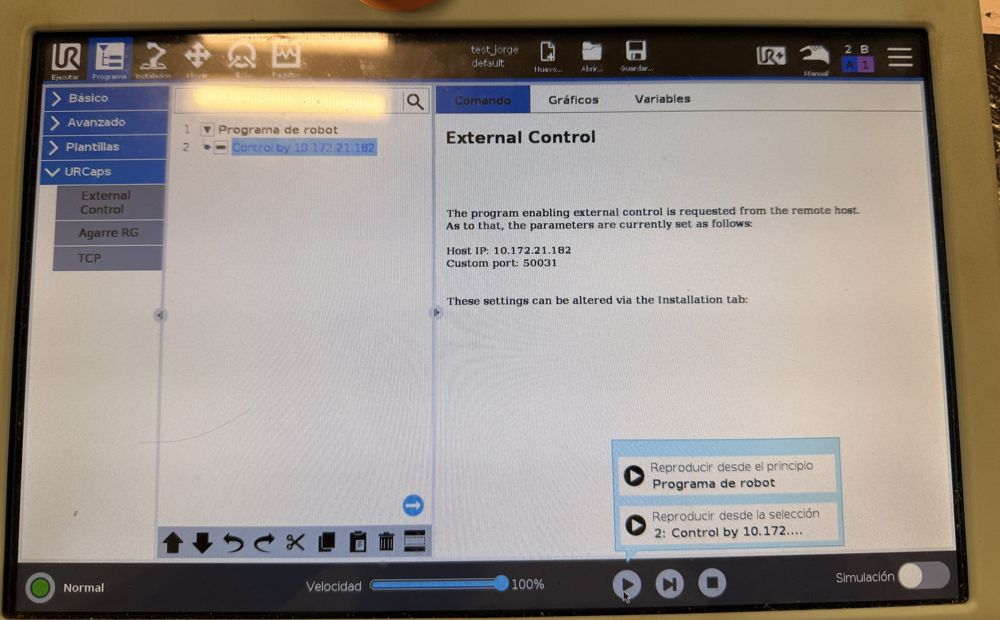 UR
Ejecutar
Programa
Instalación
Mover
test_jorge
default
Nuevo...
Abrir...
Guardar...
UR+
Manual
2 B
A 1
Básico
Avanzado
Plantillas
URCaps
External
Control
Agarre RG
TCP
1 Programa de robot
2 Control by 10.172.21.182
Comando
Gráficos
Variables
External Control
The program enabling external control is requested from the remote host.
As to that, the parameters are currently set as follows:
Host IP: 10.172.21.182
Custom port: 50031
These settings can be altered via the Installation tab:
Reproducir desde el principio
Programa de robot
Reproducir desde la selección
2: Control by 10.172....
Normal
Velocidad
100%
Simulación